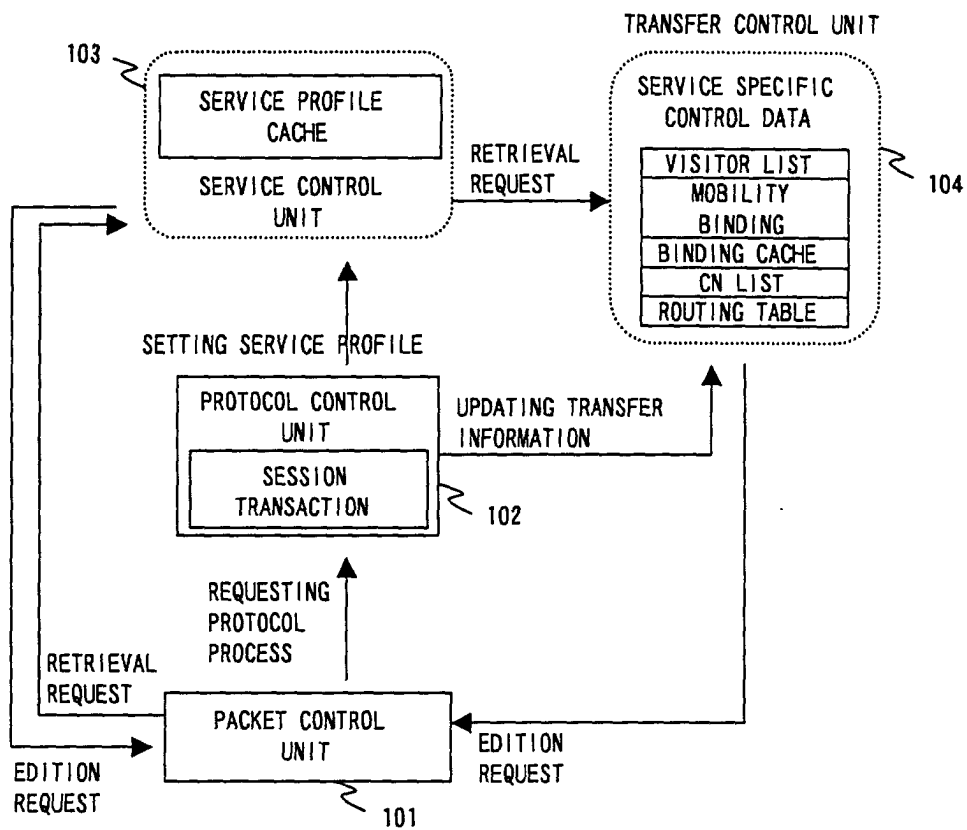 TRANSFER CONTROL UNIT
103
SERVICE PROFILE
CACHE
SERVICE CONTROL
UNIT
RETRIEVAL
REQUEST
SERVICE SPECIFIC
CONTROL DATA
VISITOR LIST
MOBILITY
BINDING
BINDING CACHE
CN LIST
ROUTING TABLE
104
SETTING SERVICE PROFILE
PROTOCOL CONTROL
UNIT
SESSION
TRANSACTION
102
UPDATING TRANSFER
INFORMATION
REQUESTING
PROTOCOL
PROCESS
RETRIEVAL
REQUEST
PACKET CONTROL
UNIT
101
EDITION
REQUEST
EDITION
REQUEST